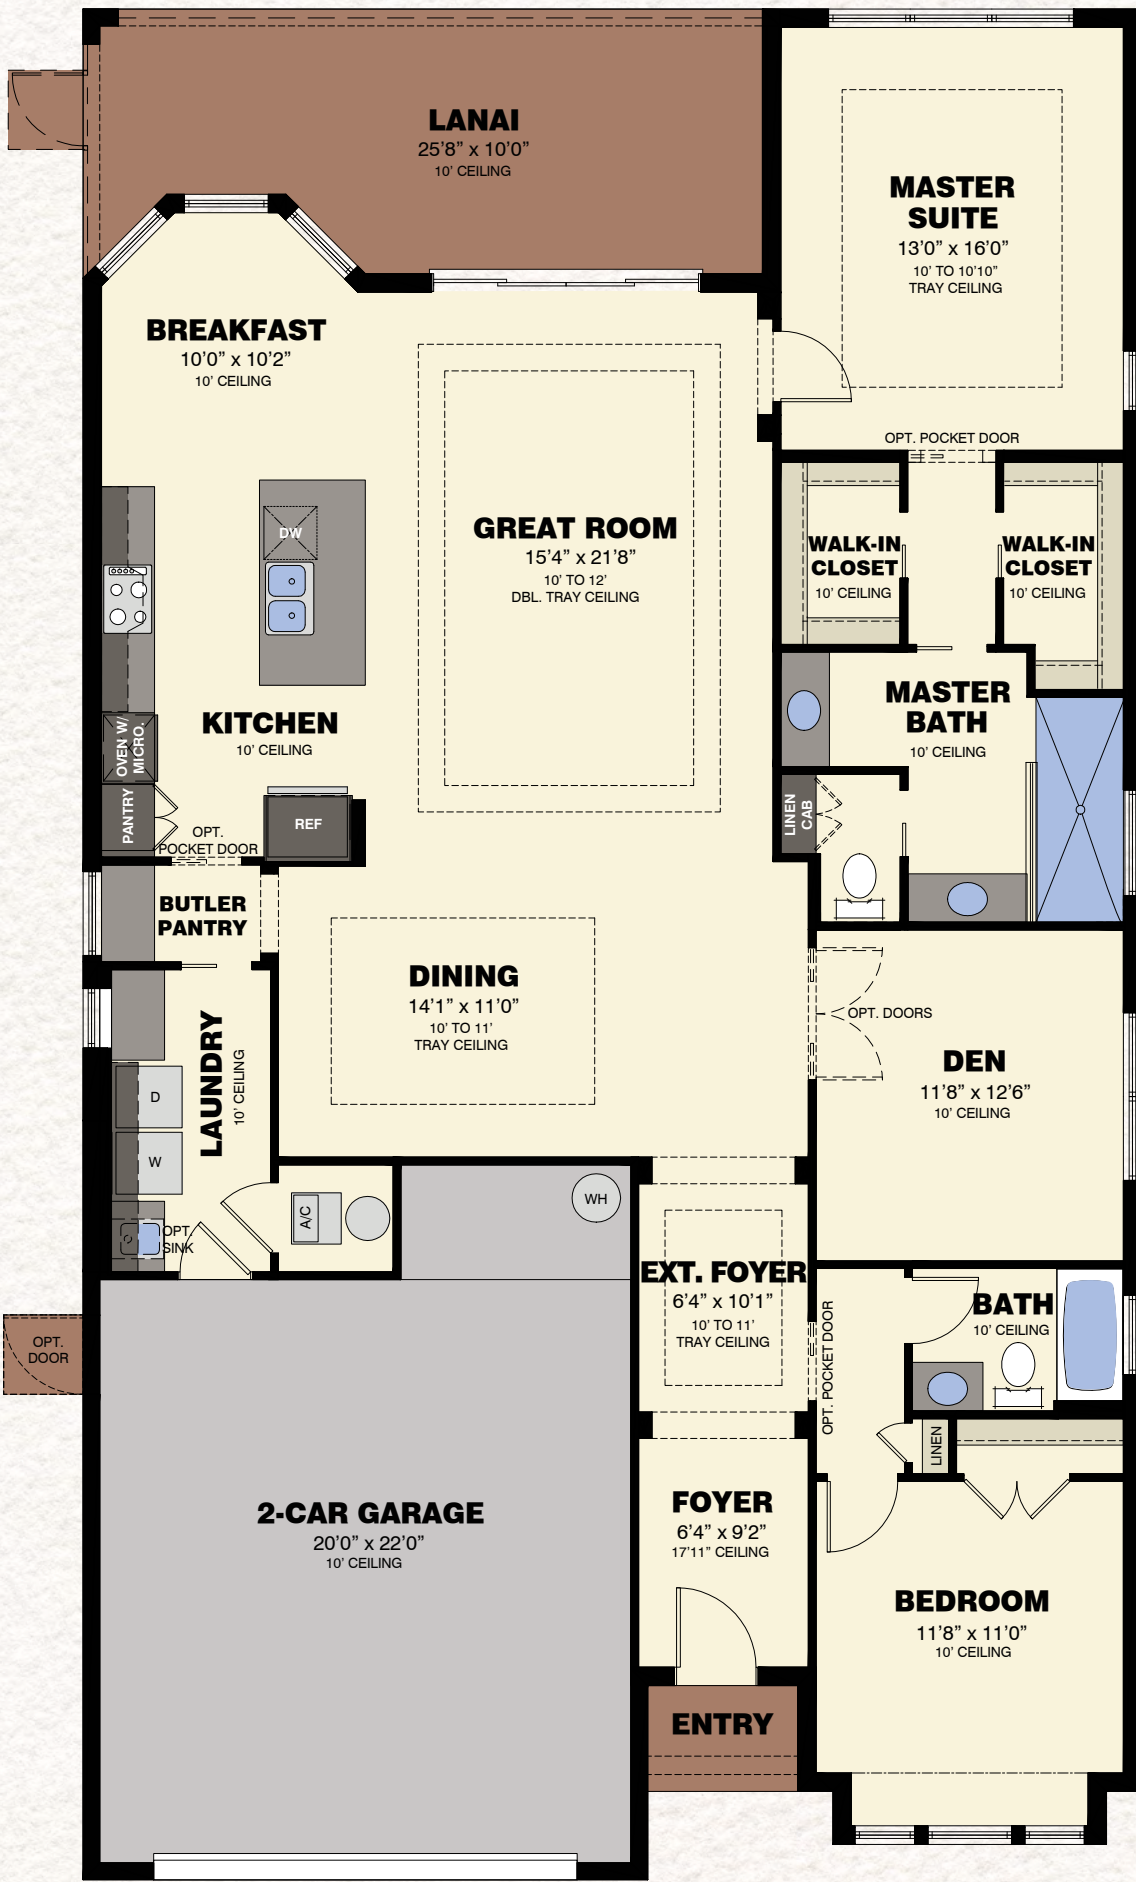 LANAI
25'8" x 10'0"
10' CEILING
MASTER
SUITE
13'0" x 16'0"
10' TO 10'10"
TRAY CEILING
BREAKFAST
10'0" x 10'2"
10' CEILING
OPT. POCKET DOOR
GREAT ROOM
15'4" x 21'8"
10' TO 12'
DBL. TRAY CEILING
DW
WALK-IN
CLOSET
10' CEILING
WALK-IN
CLOSET
10' CEILING
KITCHEN
10' CEILING
OVEN W/
MICRO.
PANTRY
REF
OPT.
POCKET DOOR
MASTER
BATH
10' CEILING
LINEN
CAB
BUTLER
PANTRY
DINING
14'1" x 11'0"
10' TO 11'
TRAY CEILING
OPT. DOORS
DEN
11'8" x 12'6"
10' CEILING
LAUNDRY
10' CEILING
D
W
OPT.
SINK
A/C
WH
EXT. FOYER
6'4" x 10'1"
10' TO 11'
TRAY CEILING
OPT. POCKET DOOR
BATH
10' CEILING
LINEN
OPT.
DOOR
2-CAR GARAGE
20'0" x 22'0"
10' CEILING
FOYER
6'4" x 9'2"
17'11" CEILING
BEDROOM
11'8" x 11'0"
10' CEILING
ENTRY